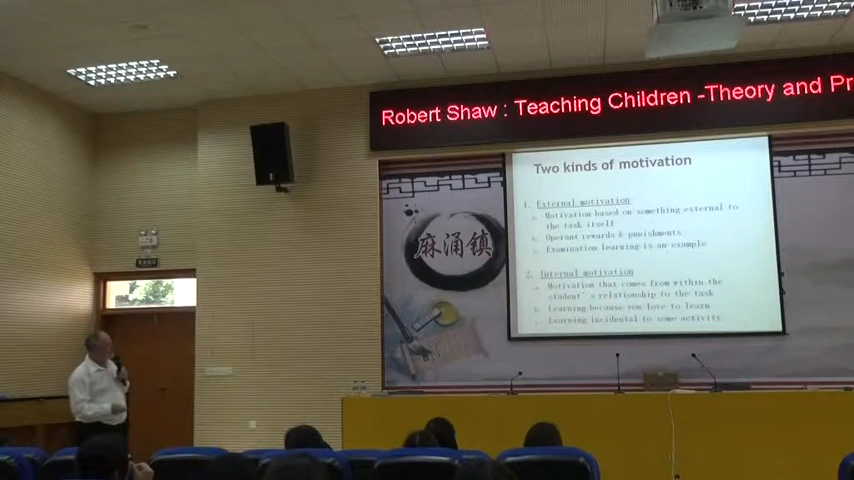 Robert Shaw : Teaching Children -Theory and Pr
Two kinds of motivation
1. External motivation
a. Motivation based on something external to
the task itself
b. Operant rewards & punishments
c. Examination learning is an example
2. Internal motivation
a. Motivation that comes from within the
student's relationship to the task
b. Learning because you love to learn
c. Learning incidental to some activity
麻涌镇